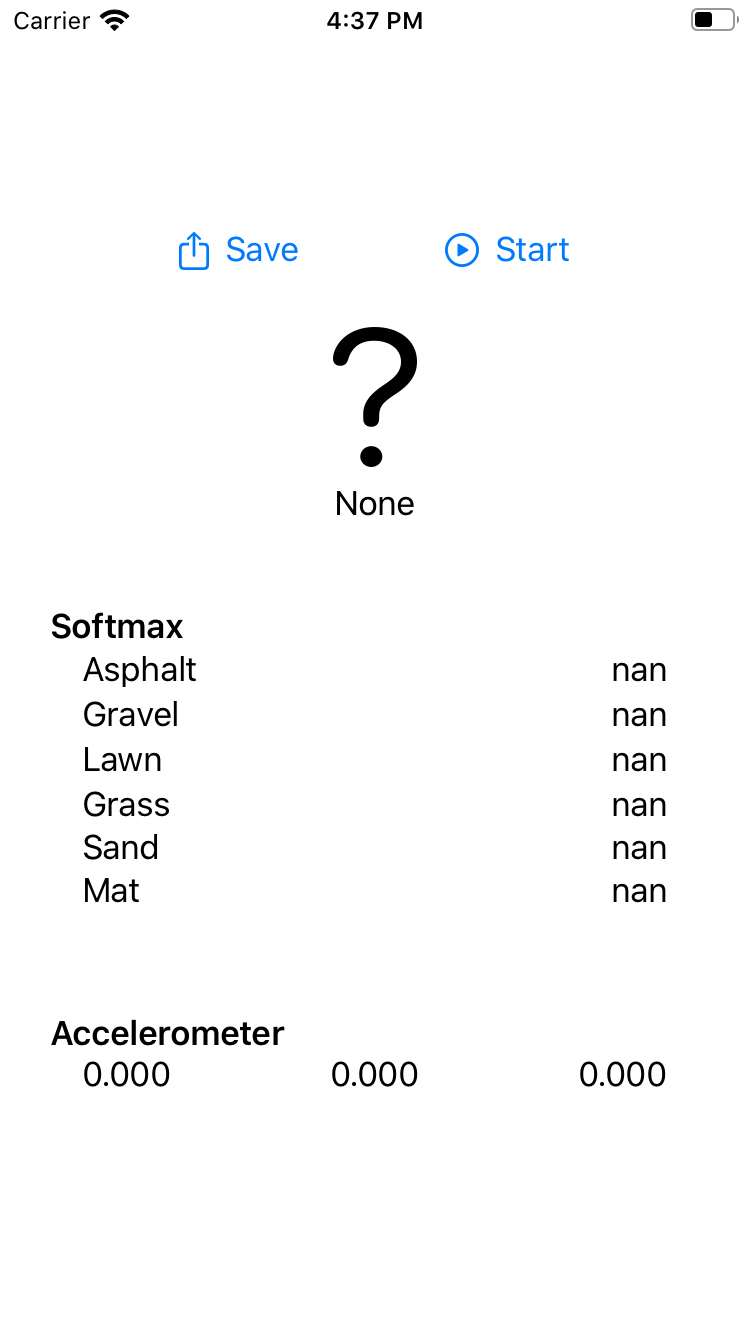 Carrier 4:37 PM
Save Start
?
None
Softmax
Asphalt nan
Gravel nan
Lawn nan
Grass nan
Sand nan
Mat nan
Accelerometer
0.000 0.000 0.000